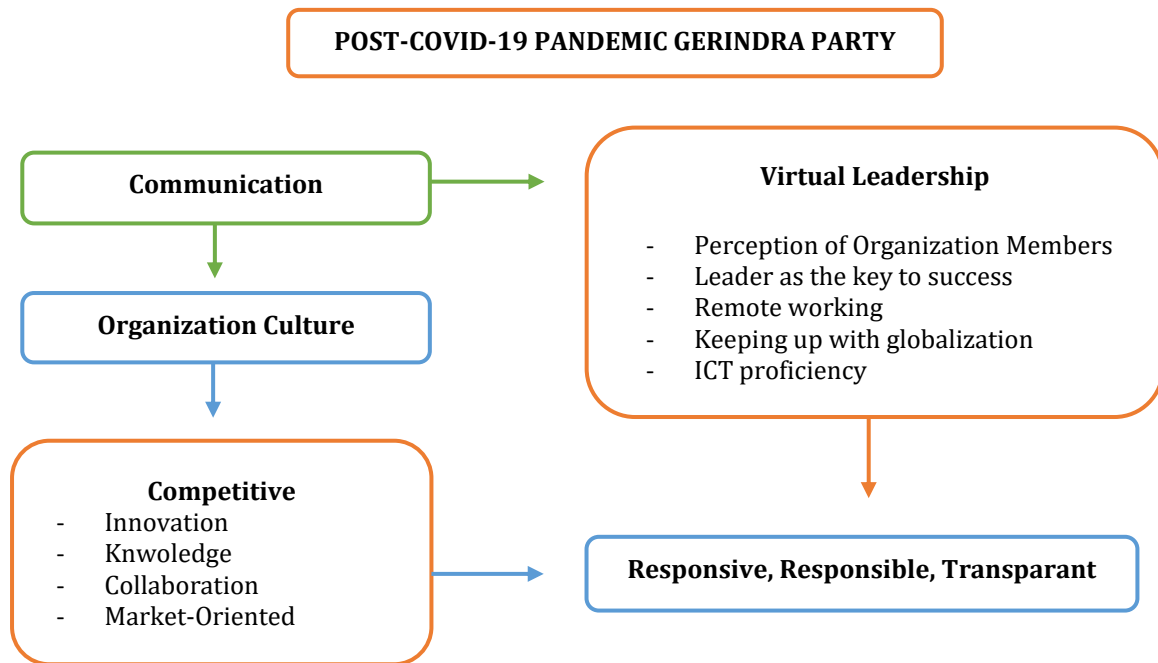 POST-COVID-19 PANDEMIC GERINDRA PARTY
Communication
Virtual Leadership
- Perception of Organization Members
- Leader as the key to success
- Remote working
- Keeping up with globalization
- ICT proficiency
Organization Culture
Competitive
- Innovation
- Knwoledge
- Collaboration
- Market-Oriented
Responsive, Responsible, Transparant